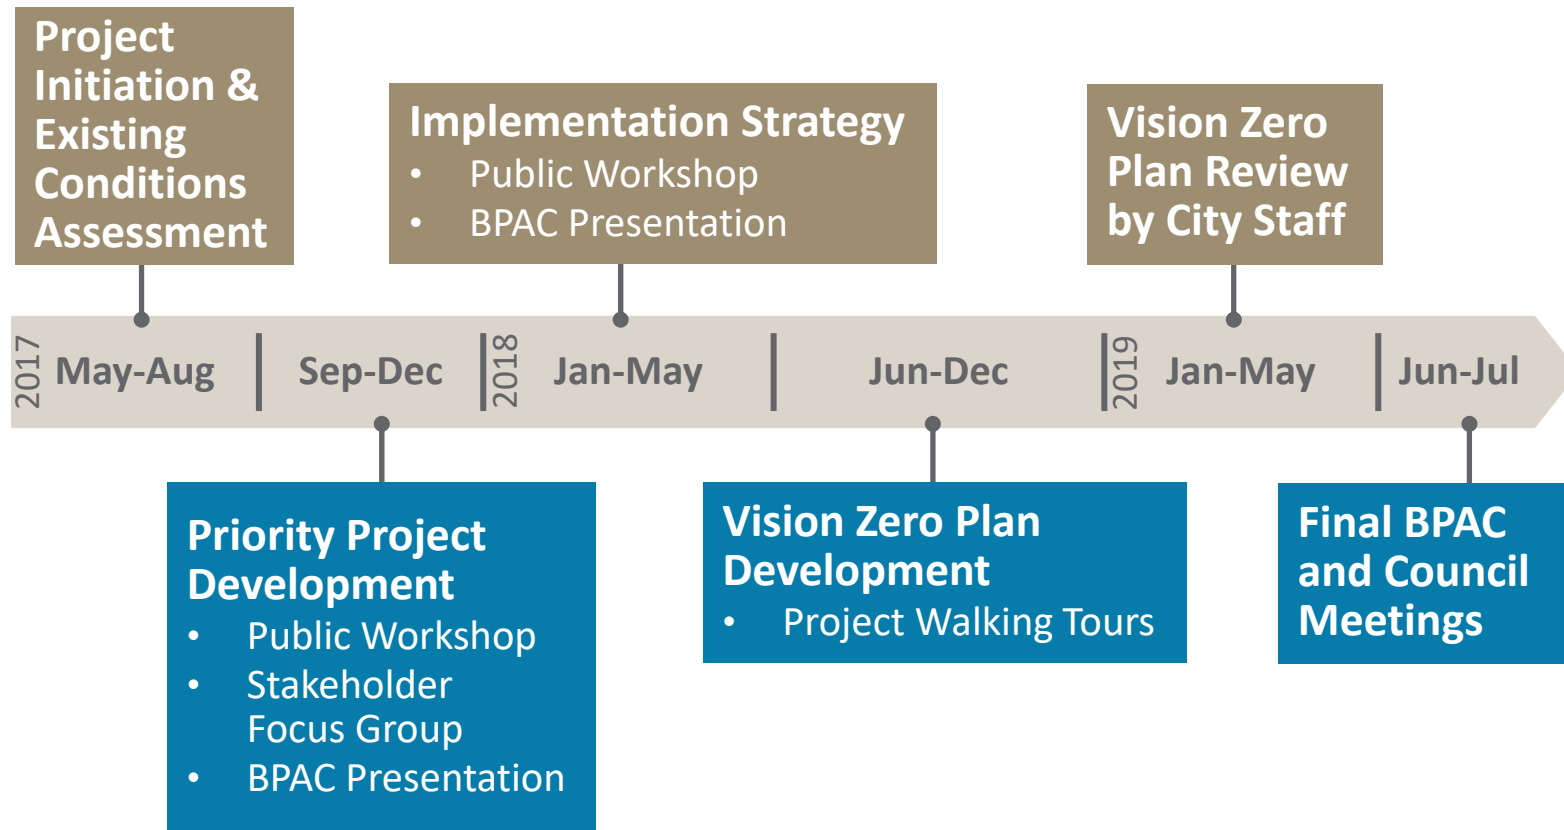 Project
Initiation &
Existing
Conditions
Assessment
Implementation Strategy
• Public Workshop
• BPAC Presentation
Vision Zero
Plan Review
by City Staff
2017
May-Aug
Sep-Dec
2018
Jan-May
Jun-Dec
2019
Jan-May
Jun-Jul
Priority Project
Development
• Public Workshop
• Stakeholder
Focus Group
• BPAC Presentation
Vision Zero Plan
Development
• Project Walking Tours
Final BPAC
and Council
Meetings